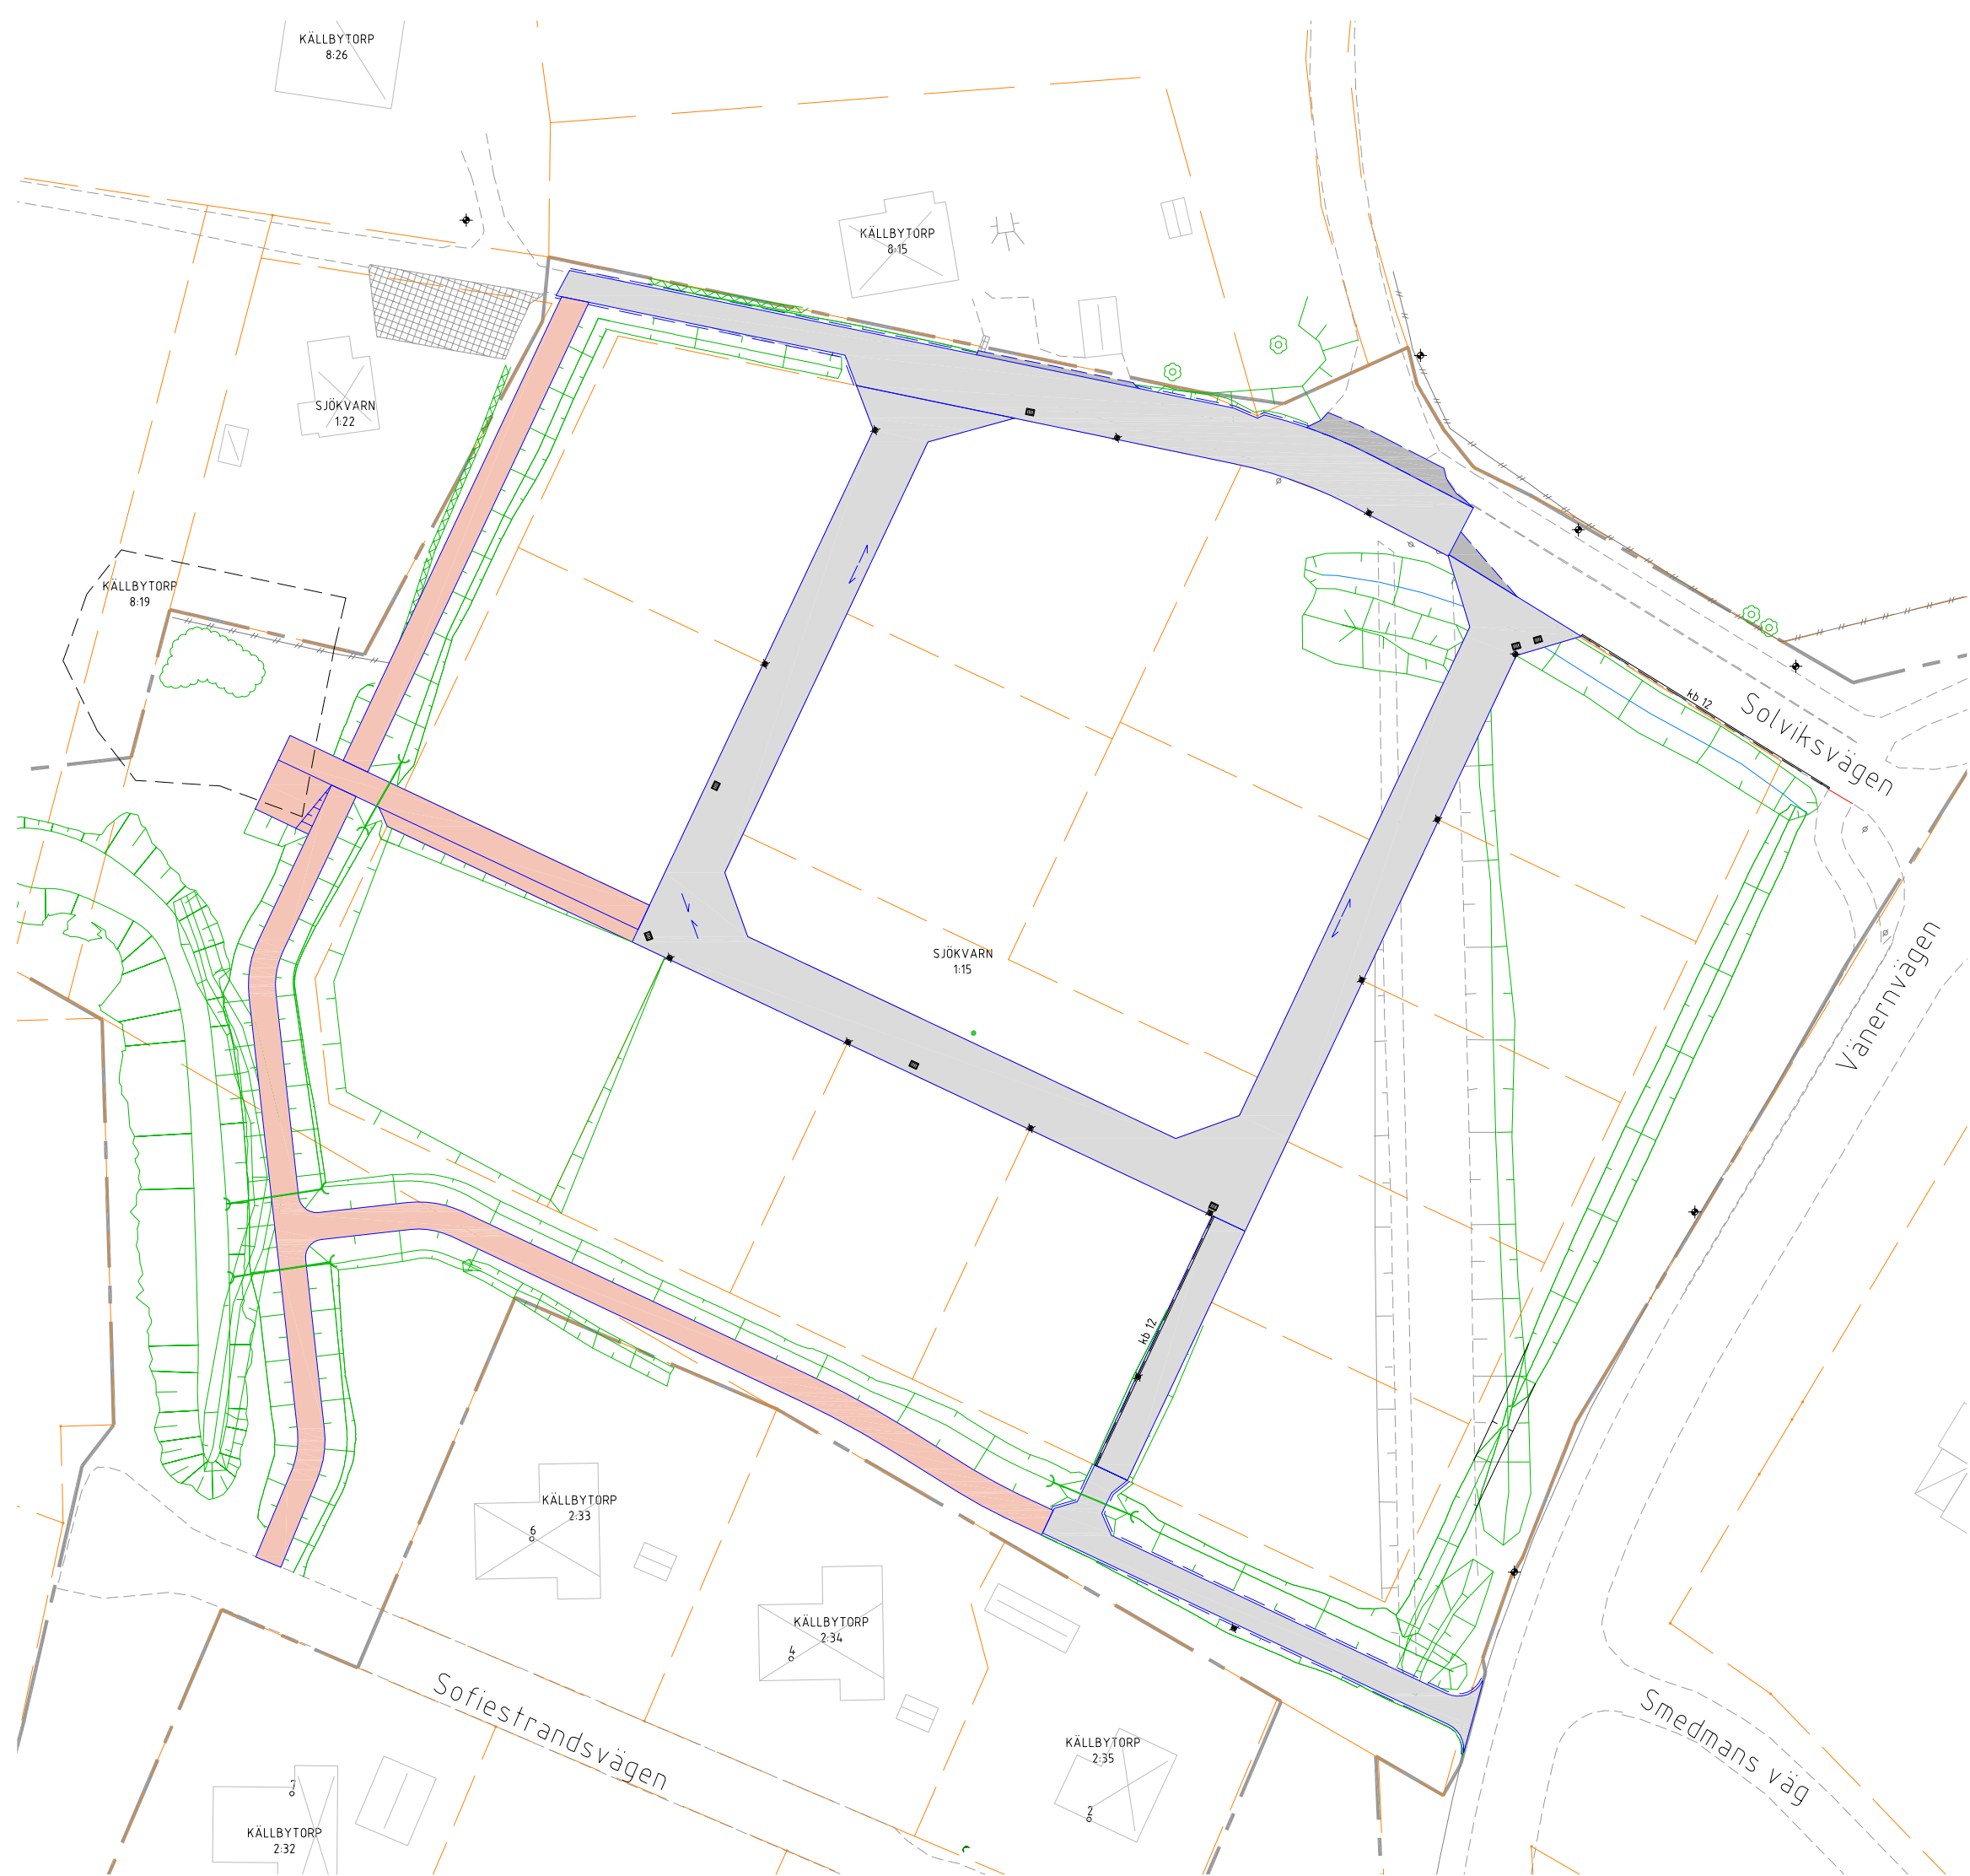 KÄLLBYTORP
8:26
KÄLLBYTORP
8:15
SJÖKVARN
1:22
KÄLLBYTORP
8:19
kb 12
Solviksvägen
Vänernvägen
SJÖKVARN
1:15
kb 12
KÄLLBYTORP
2:33
6
KÄLLBYTORP
2:34
4
Sofiestrandsvägen
Smedmans väg
KÄLLBYTORP
2:35
2
1
KÄLLBYTORP
2:32